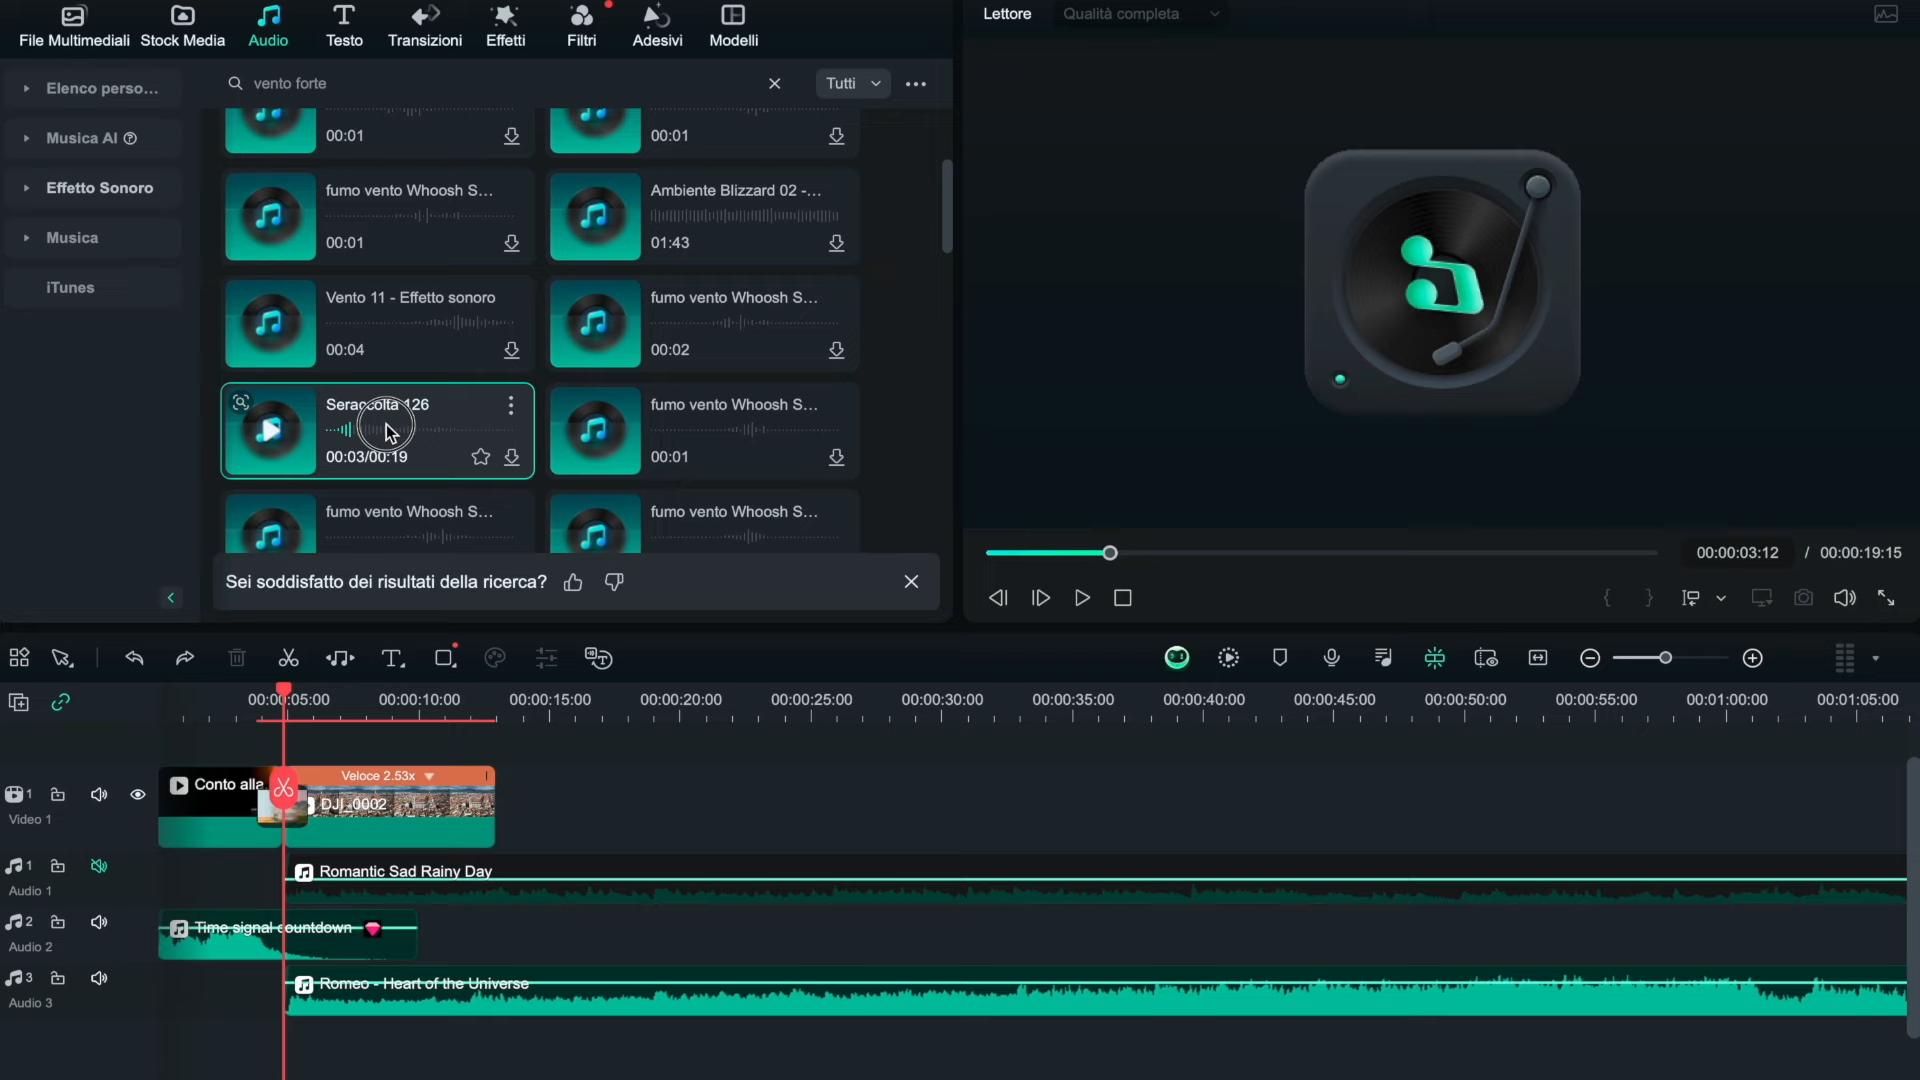 File Multimediali
Stock Media
Audio
Testo
Transizioni
Effetti
Filtri
Adesivi
Modelli
Lettore
Qualità completa
Elenco perso...
Musica AI
Effetto Sonoro
Musica
iTunes
vento forte
Tutti
00:01
00:01
fumo vento Whoosh S...
00:01
Ambiente Blizzard 02 -...
01:43
Vento 11 - Effetto sonoro
00:04
fumo vento Whoosh S...
00:02
Seraccolta 126
00:03/00:19
fumo vento Whoosh S...
00:01
fumo vento Whoosh S...
fumo vento Whoosh S...
Sei soddisfatto dei risultati della ricerca?
00:00:03:12 / 00:00:19:15
00:00:05:00 00:00:10:00 00:00:15:00 00:00:20:00 00:00:25:00 00:00:30:00 00:00:35:00 00:00:40:00 00:00:45:00 00:00:50:00 00:00:55:00 00:01:00:00 00:01:05:00
1
Video 1
Conto alla
Veloce 2.53x
DJI_0002
1
Audio 1
Romantic Sad Rainy Day
2
Audio 2
Time signal countdown
3
Audio 3
Romeo - Heart of the Universe